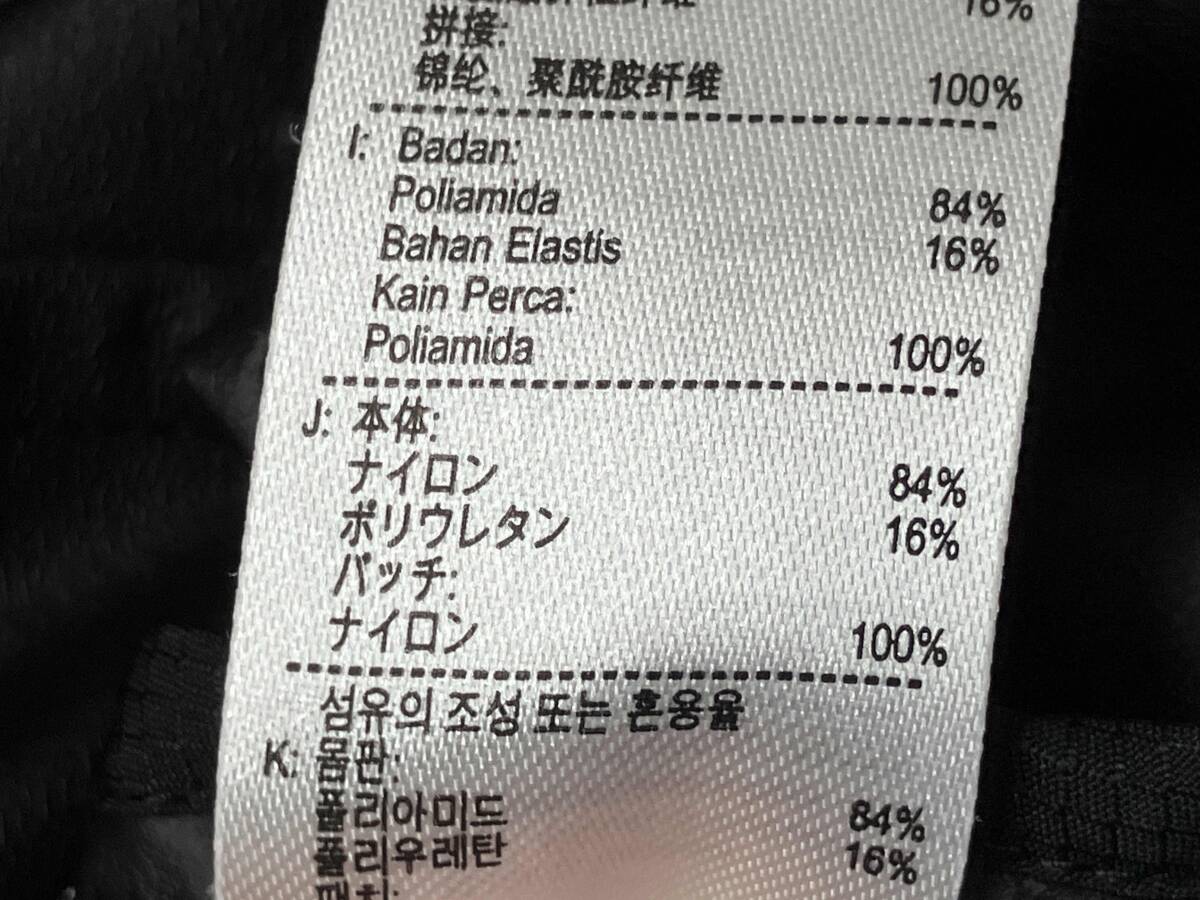 16%
拼接:
锦纶、聚酰胺纤维 100%
I: Badan:
Poliamida 84%
Bahan Elastis 16%
Kain Perca:
Poliamida 100%
J: 本体:
ナイロン 84%
ポリウレタン 16%
パッチ:
ナイロン 100%
섬유의 조성 또는 혼용율
K: 몸판:
폴리아미드 84%
폴리우레탄 16%